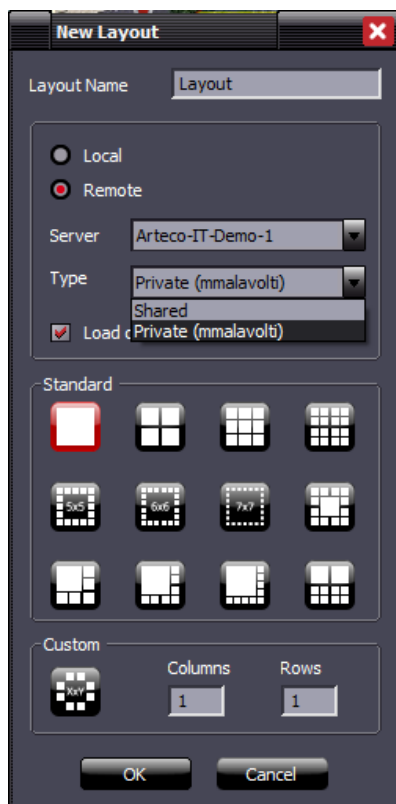 New Layout
Layout Name Layout
Local
Remote
Server Arteco-IT-Demo-1
Type Private (mmalavolti)
Shared
Load Private (mmalavolti)
Standard
5x5 6x6 7x7
Custom
Columns Rows
XxY 1 1
OK Cancel